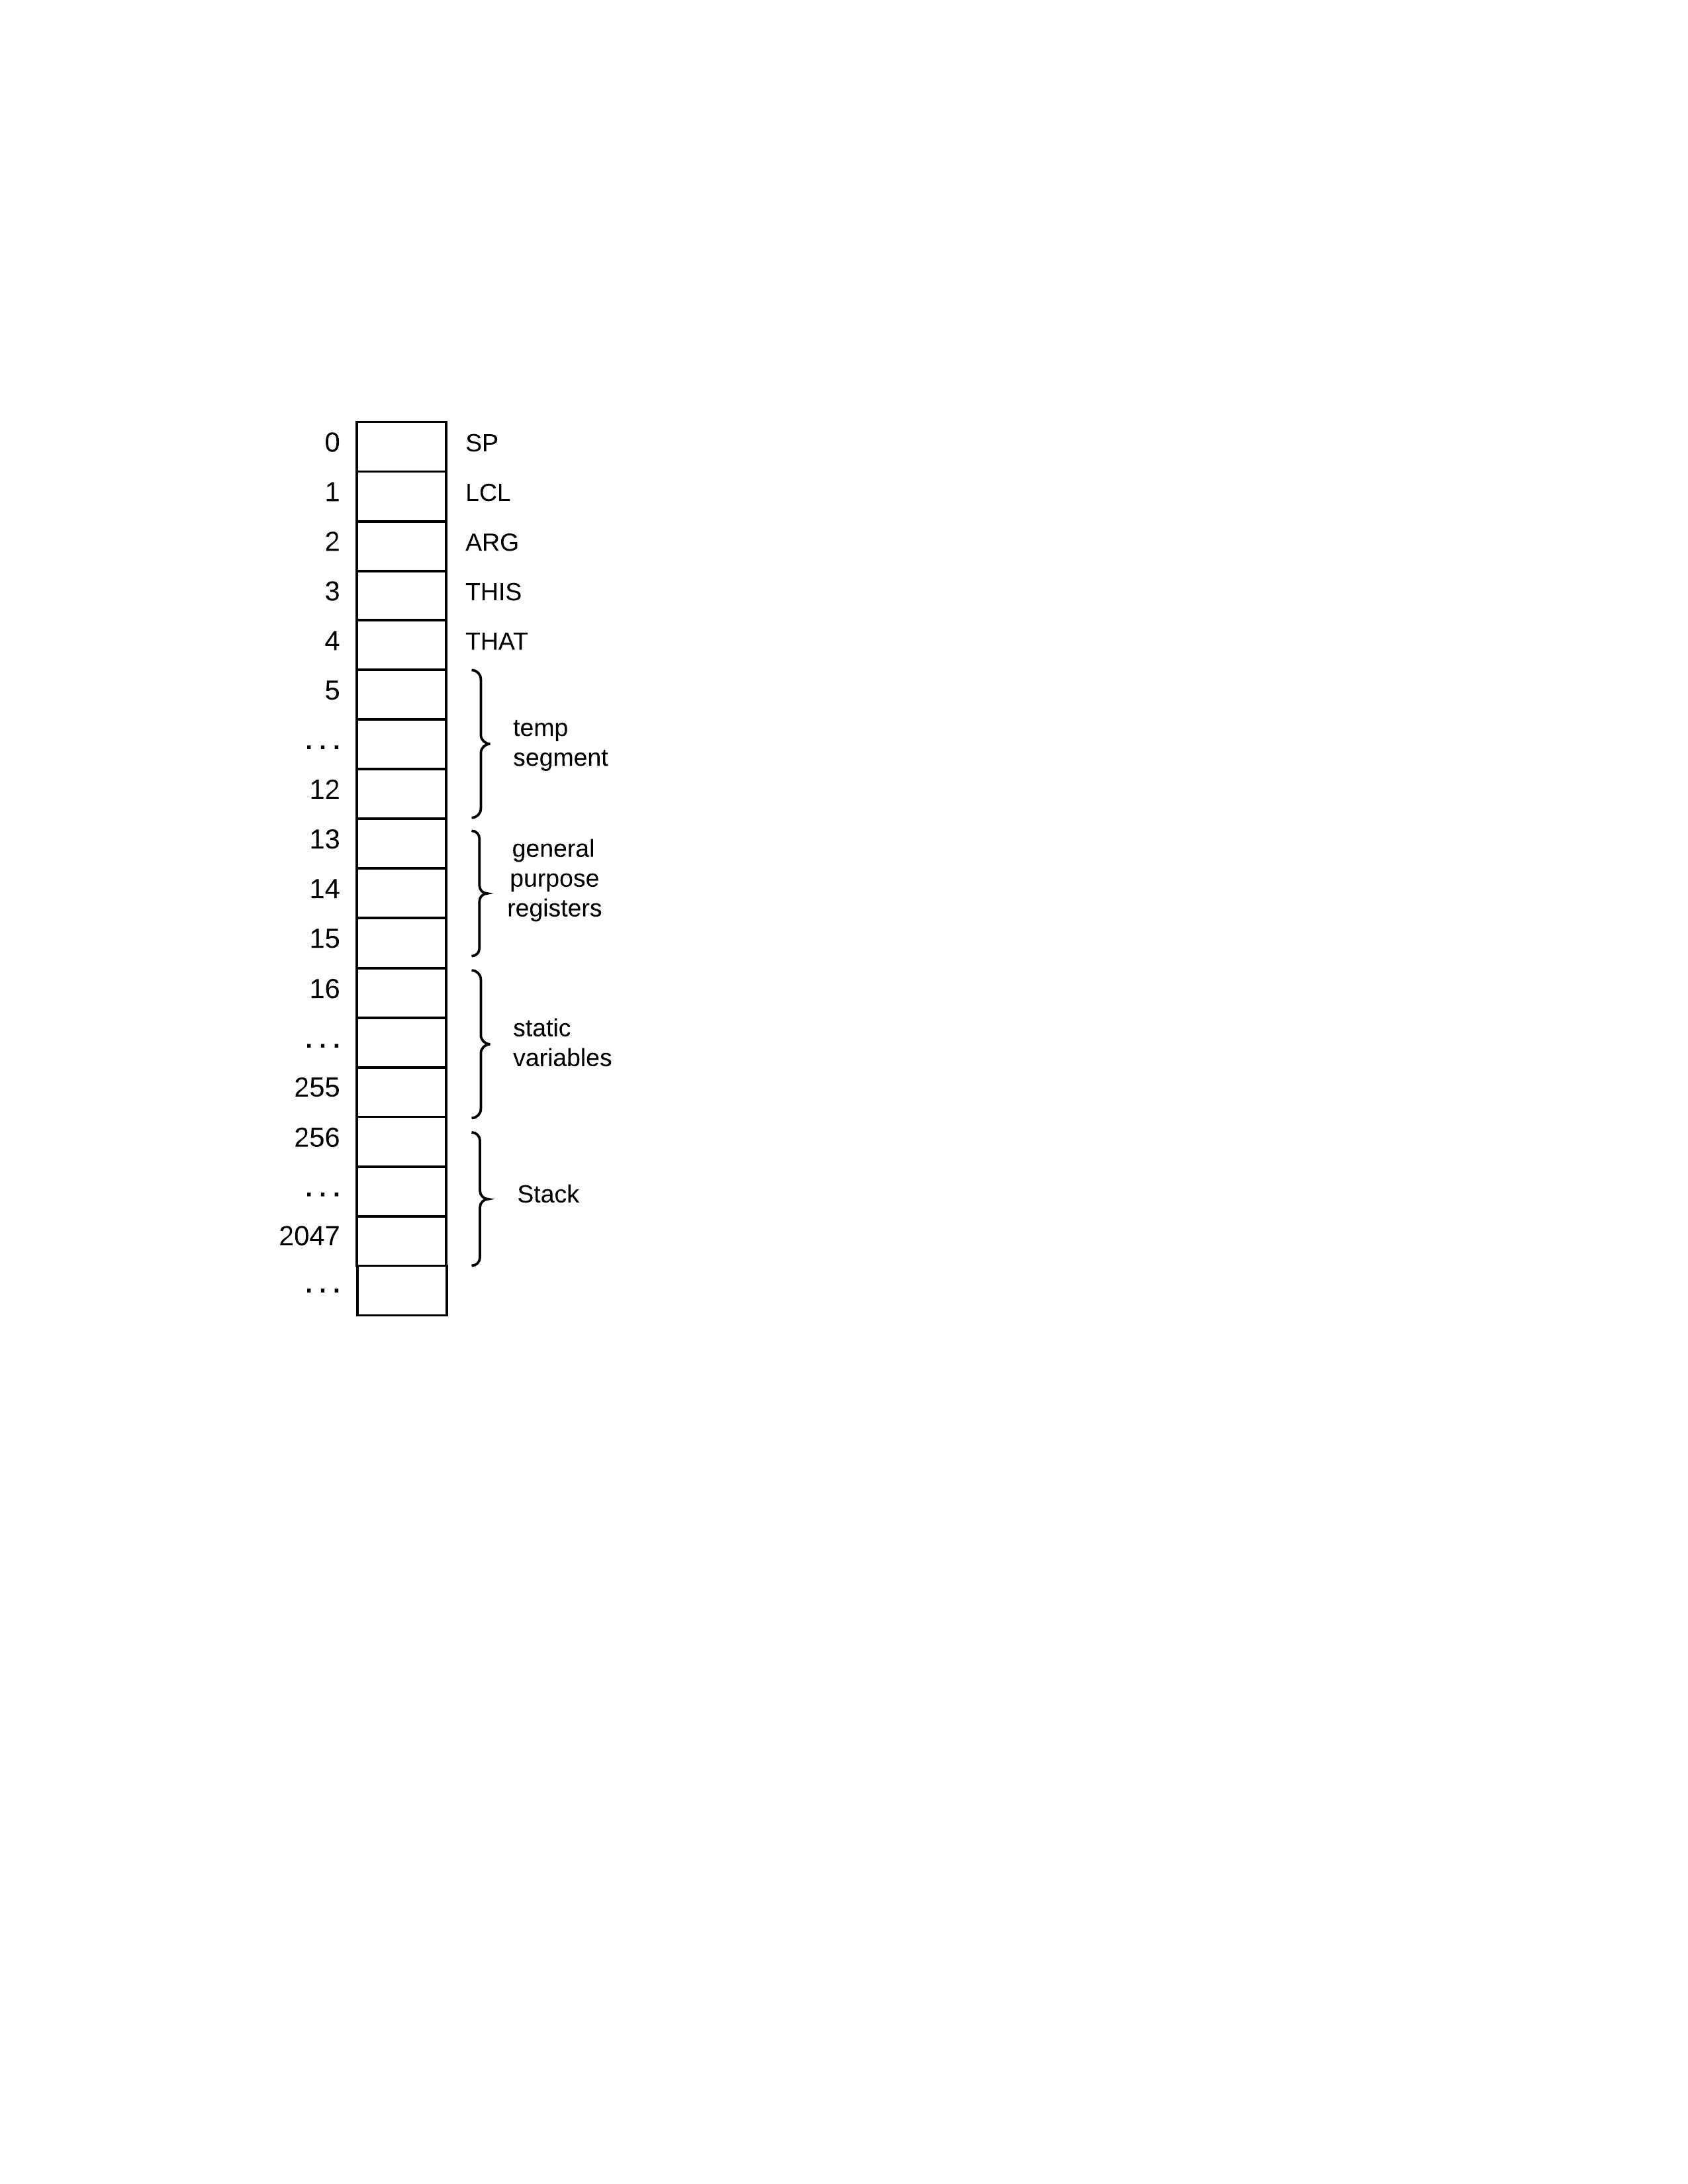 0 SP
1 LCL
2 ARG
3 THIS
4 THAT
5
temp
...
segment
12
13
general
purpose
14
registers
15
16
static
...
variables
255
256
...
Stack
2047
...